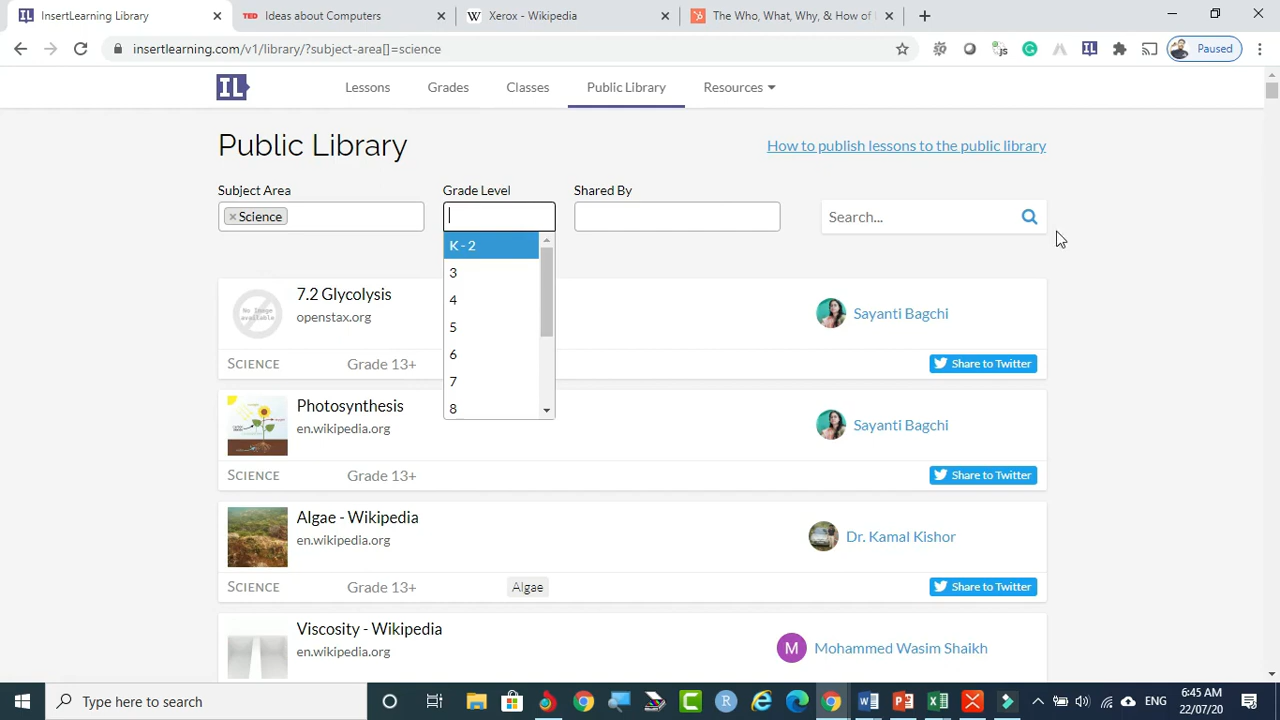 InsertLearning Library
TED Ideas about Computers
W Xerox - Wikipedia
The Who, What, Why, & How of
insertlearning.com/v1/library/?subject-area[]=science
Paused
IL Lessons Grades Classes Public Library Resources
Public Library
How to publish lessons to the public library
Subject Area Grade Level Shared By
× Science
Search...
K - 2
3
4
5
6
7
8
7.2 Glycolysis
openstax.org
Sayanti Bagchi
No Image available
SCIENCE Grade 13+ Share to Twitter
Photosynthesis
en.wikipedia.org
Sayanti Bagchi
SCIENCE Grade 13+ Share to Twitter
Algae - Wikipedia
en.wikipedia.org
Dr. Kamal Kishor
SCIENCE Grade 13+ Algae Share to Twitter
Viscosity - Wikipedia
en.wikipedia.org
M Mohammed Wasim Shaikh
Type here to search
ENG
6:45 AM
22/07/20